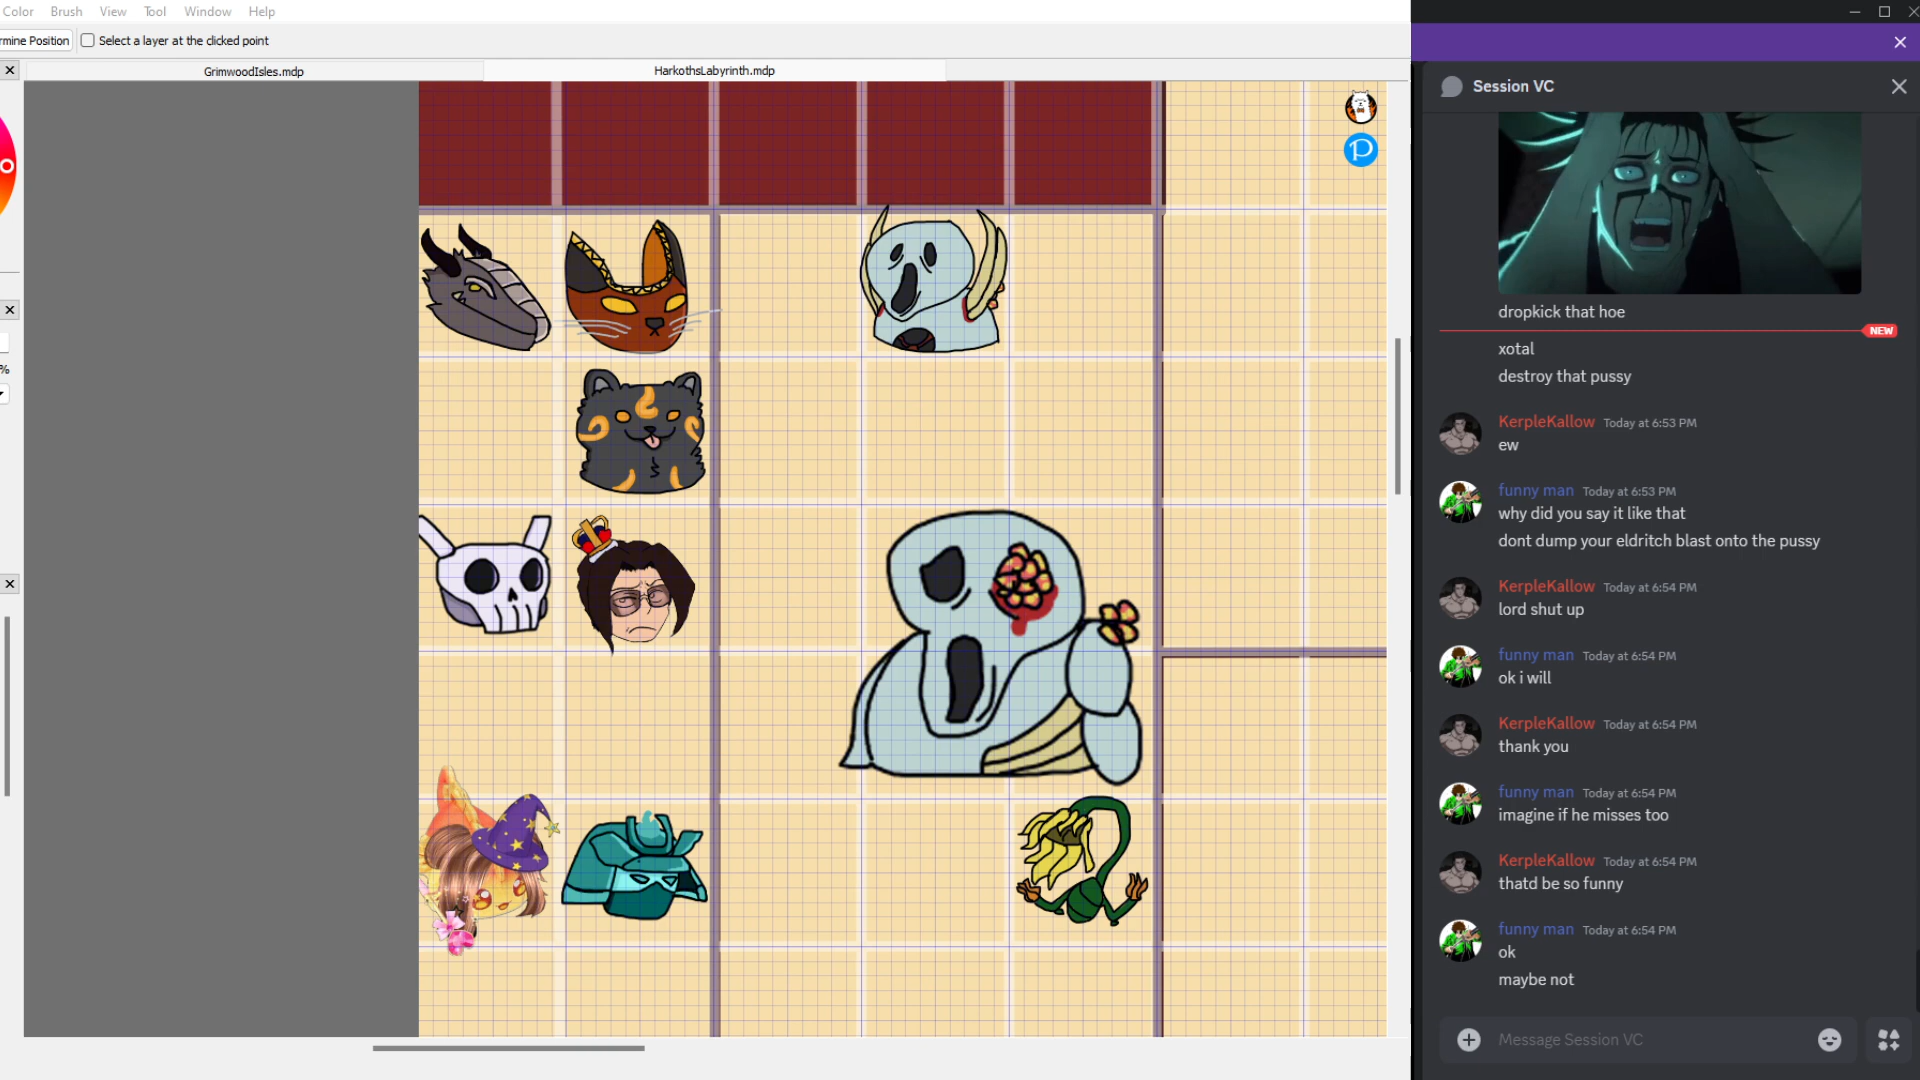 Color Brush View Tool Window Help
rmine Position Select a layer at the clicked point
GrimwoodIsles.mdp HarkothsLabyrinth.mdp
%
Session VC
dropkick that hoe
NEW
xotal
destroy that pussy
KerpleKallow Today at 6:53 PM
ew
funny man Today at 6:53 PM
why did you say it like that
dont dump your eldritch blast onto the pussy
KerpleKallow Today at 6:54 PM
lord shut up
funny man Today at 6:54 PM
ok i will
KerpleKallow Today at 6:54 PM
thank you
funny man Today at 6:54 PM
imagine if he misses too
KerpleKallow Today at 6:54 PM
thatd be so funny
funny man Today at 6:54 PM
ok
maybe not
Message Session VC